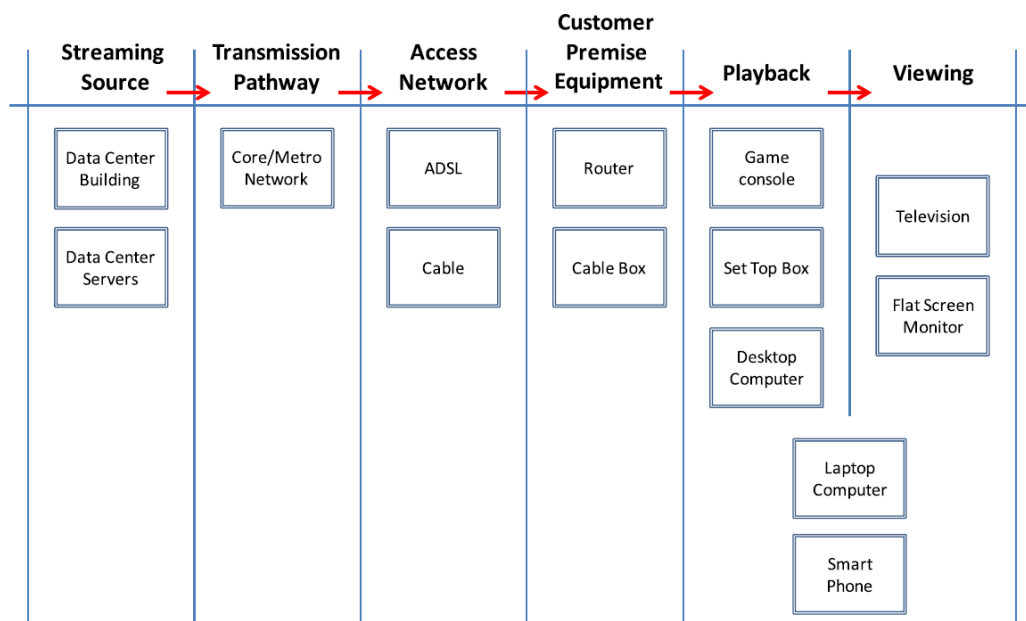 Streaming
Source
Transmission
Pathway
Access
Network
Customer
Premise
Equipment
Playback
Viewing
Data Center
Building
Data Center
Servers
Core/Metro
Network
ADSL
Cable
Router
Cable Box
Game
console
Set Top Box
Desktop
Computer
Television
Flat Screen
Monitor
Laptop
Computer
Smart
Phone